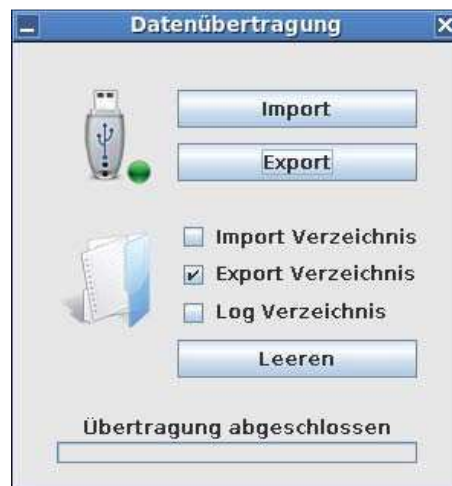 Datenübertragung
Import
Export
Import Verzeichnis
Export Verzeichnis
Log Verzeichnis
Leeren
Übertragung abgeschlossen